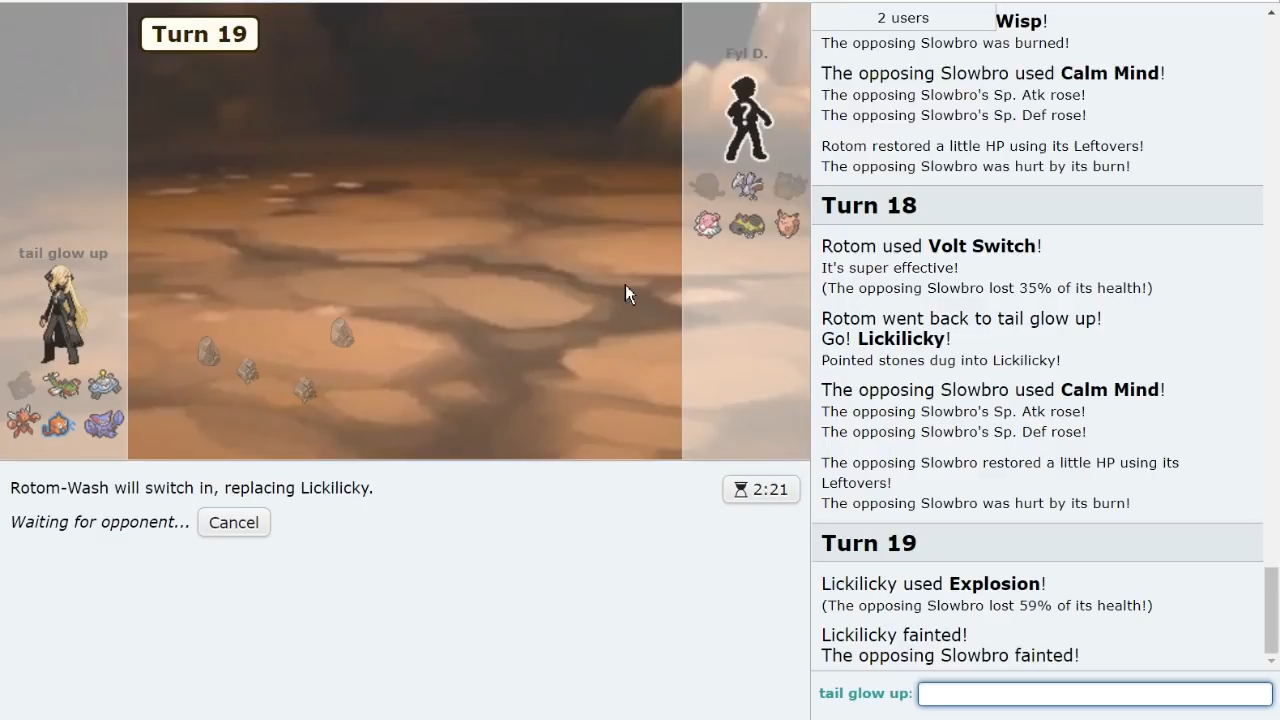 Turn 19
Fyl D.
tail glow up
Rotom-Wash will switch in, replacing Lickilicky.
2:21
Waiting for opponent... Cancel
2 users
Wisp!
The opposing Slowbro was burned!
The opposing Slowbro used Calm Mind!
The opposing Slowbro's Sp. Atk rose!
The opposing Slowbro's Sp. Def rose!
Rotom restored a little HP using its Leftovers!
The opposing Slowbro was hurt by its burn!
Turn 18
Rotom used Volt Switch!
It's super effective!
(The opposing Slowbro lost 35% of its health!)
Rotom went back to tail glow up!
Go! Lickilicky!
Pointed stones dug into Lickilicky!
The opposing Slowbro used Calm Mind!
The opposing Slowbro's Sp. Atk rose!
The opposing Slowbro's Sp. Def rose!
The opposing Slowbro restored a little HP using its
Leftovers!
The opposing Slowbro was hurt by its burn!
Turn 19
Lickilicky used Explosion!
(The opposing Slowbro lost 59% of its health!)
Lickilicky fainted!
The opposing Slowbro fainted!
tail glow up: